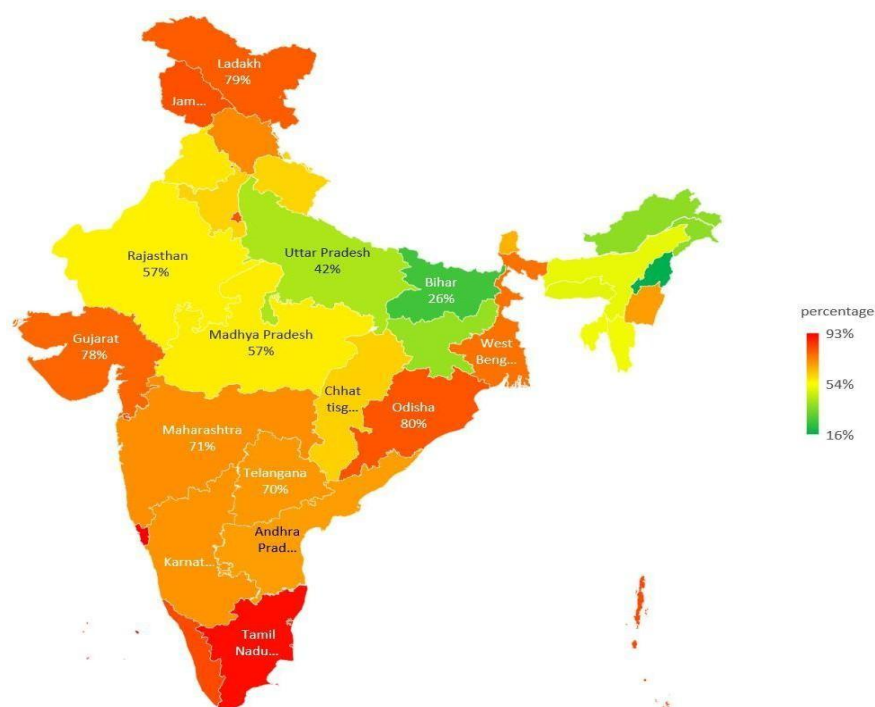 Ladakh
79%
Jam...
Rajasthan
57%
Uttar Pradesh
42%
Bihar
26%
Gujarat
78%
Madhya Pradesh
57%
West
Beng...
Chhat
tisg...
Odisha
80%
Maharashtra
71%
Telangana
70%
Andhra
Prad...
Karnat...
Tamil
Nadu...
percentage
93%
54%
16%